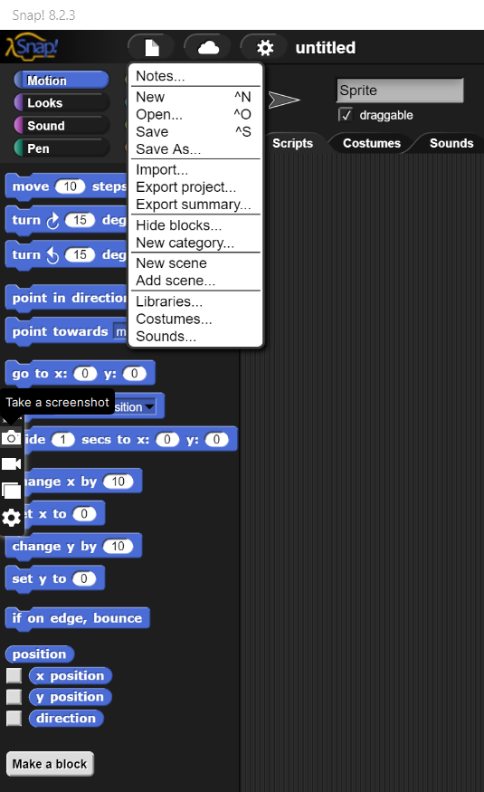 Snap! 8.2.3
Snap!
untitled
Motion
Looks
Sound
Pen
Notes...
New ^N
Open... ^O
Save ^S
Save As...
Import...
Export project...
Export summary...
Hide blocks...
New category...
New scene
Add scene...
Libraries...
Costumes...
Sounds...
Sprite
draggable
Scripts Costumes Sounds
move 10 steps
turn 15 deg
turn 15 deg
point in direction
point towards m
go to x: 0 y: 0
Take a screenshot
sition
ide 1 secs to x: 0 y: 0
ange x by 10
t x to 0
change y by 10
set y to 0
if on edge, bounce
position
x position
y position
direction
Make a block